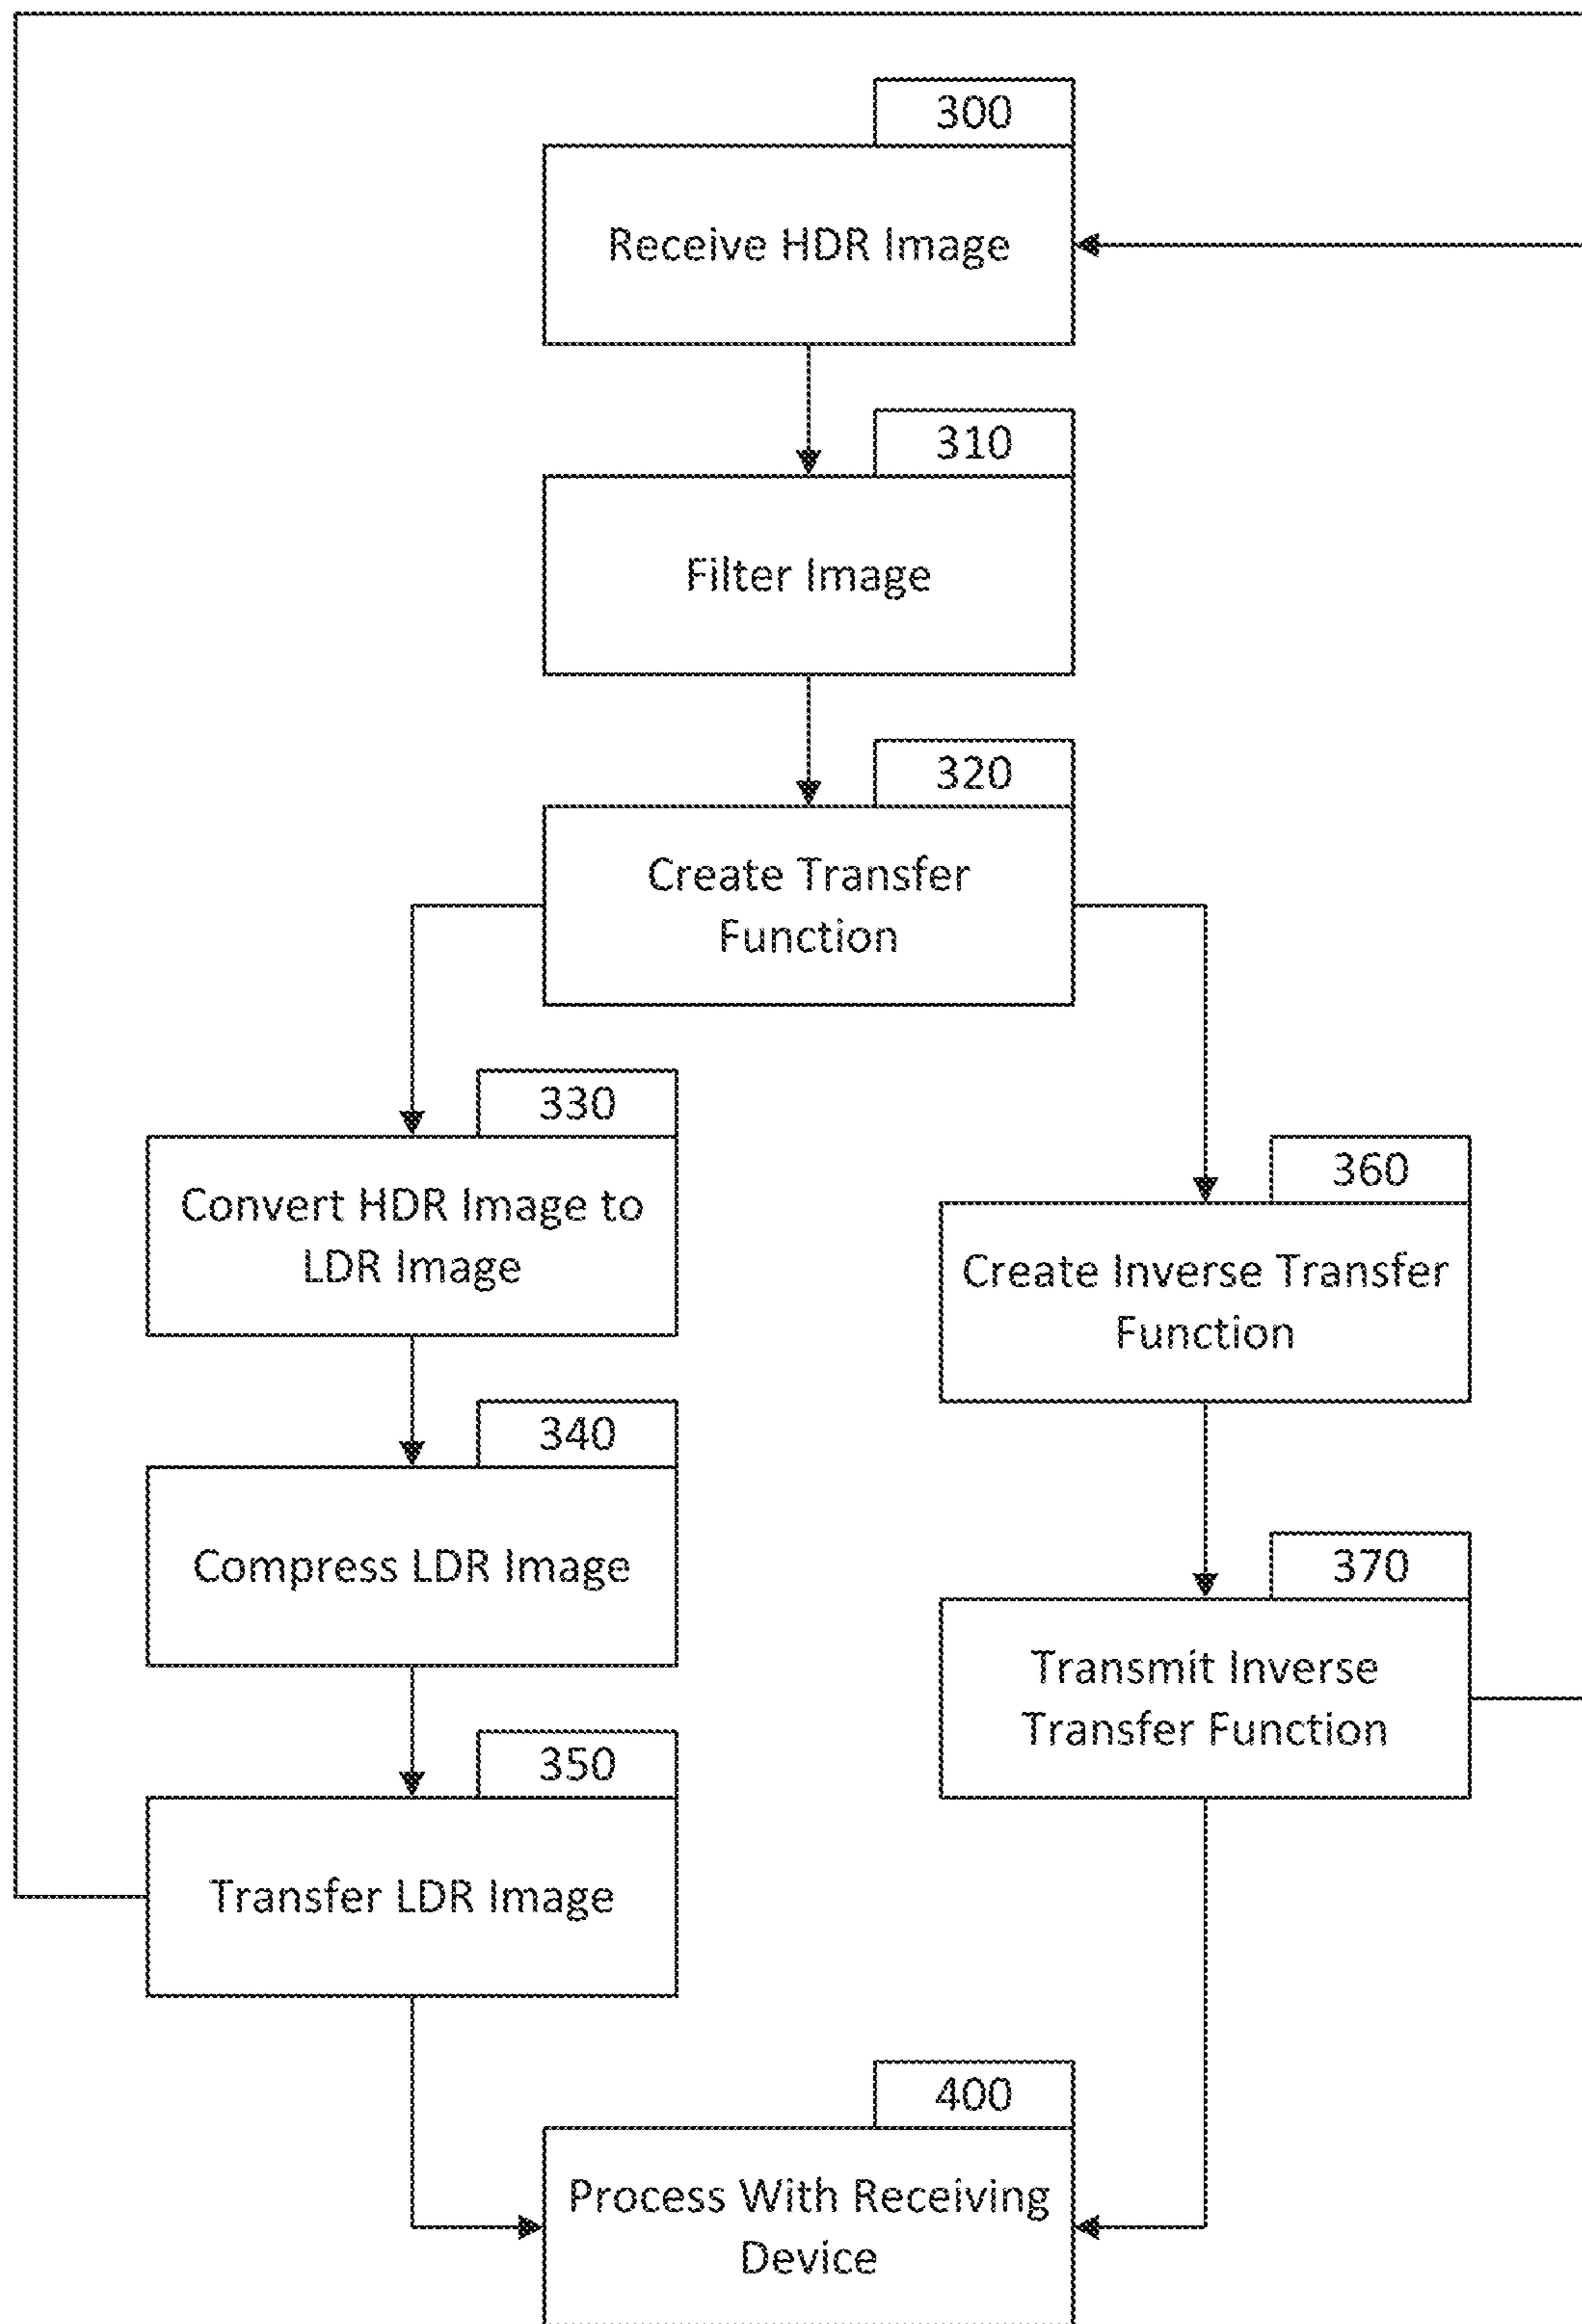 300
Receive HDR Image
310
Filter Image
320
Create Transfer
Function
330
Convert HDR Image to
LDR Image
360
Create Inverse Transfer
Function
340
Compress LDR Image
370
Transmit Inverse
Transfer Function
350
Transfer LDR Image
400
Process With Receiving
Device